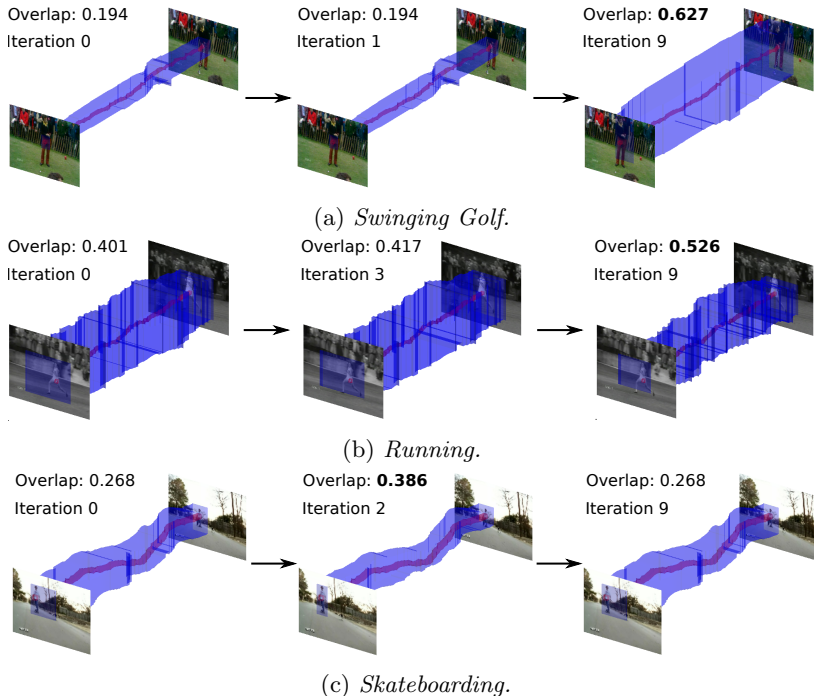 Overlap: 0.194 Overlap: 0.194 Overlap: 0.627
Iteration 0 Iteration 1 Iteration 9
(a) Swinging Golf.
Overlap: 0.401 Overlap: 0.417 Overlap: 0.526
Iteration 0 Iteration 3 Iteration 9
(b) Running.
Overlap: 0.268 Overlap: 0.386 Overlap: 0.268
Iteration 0 Iteration 2 Iteration 9
(c) Skateboarding.